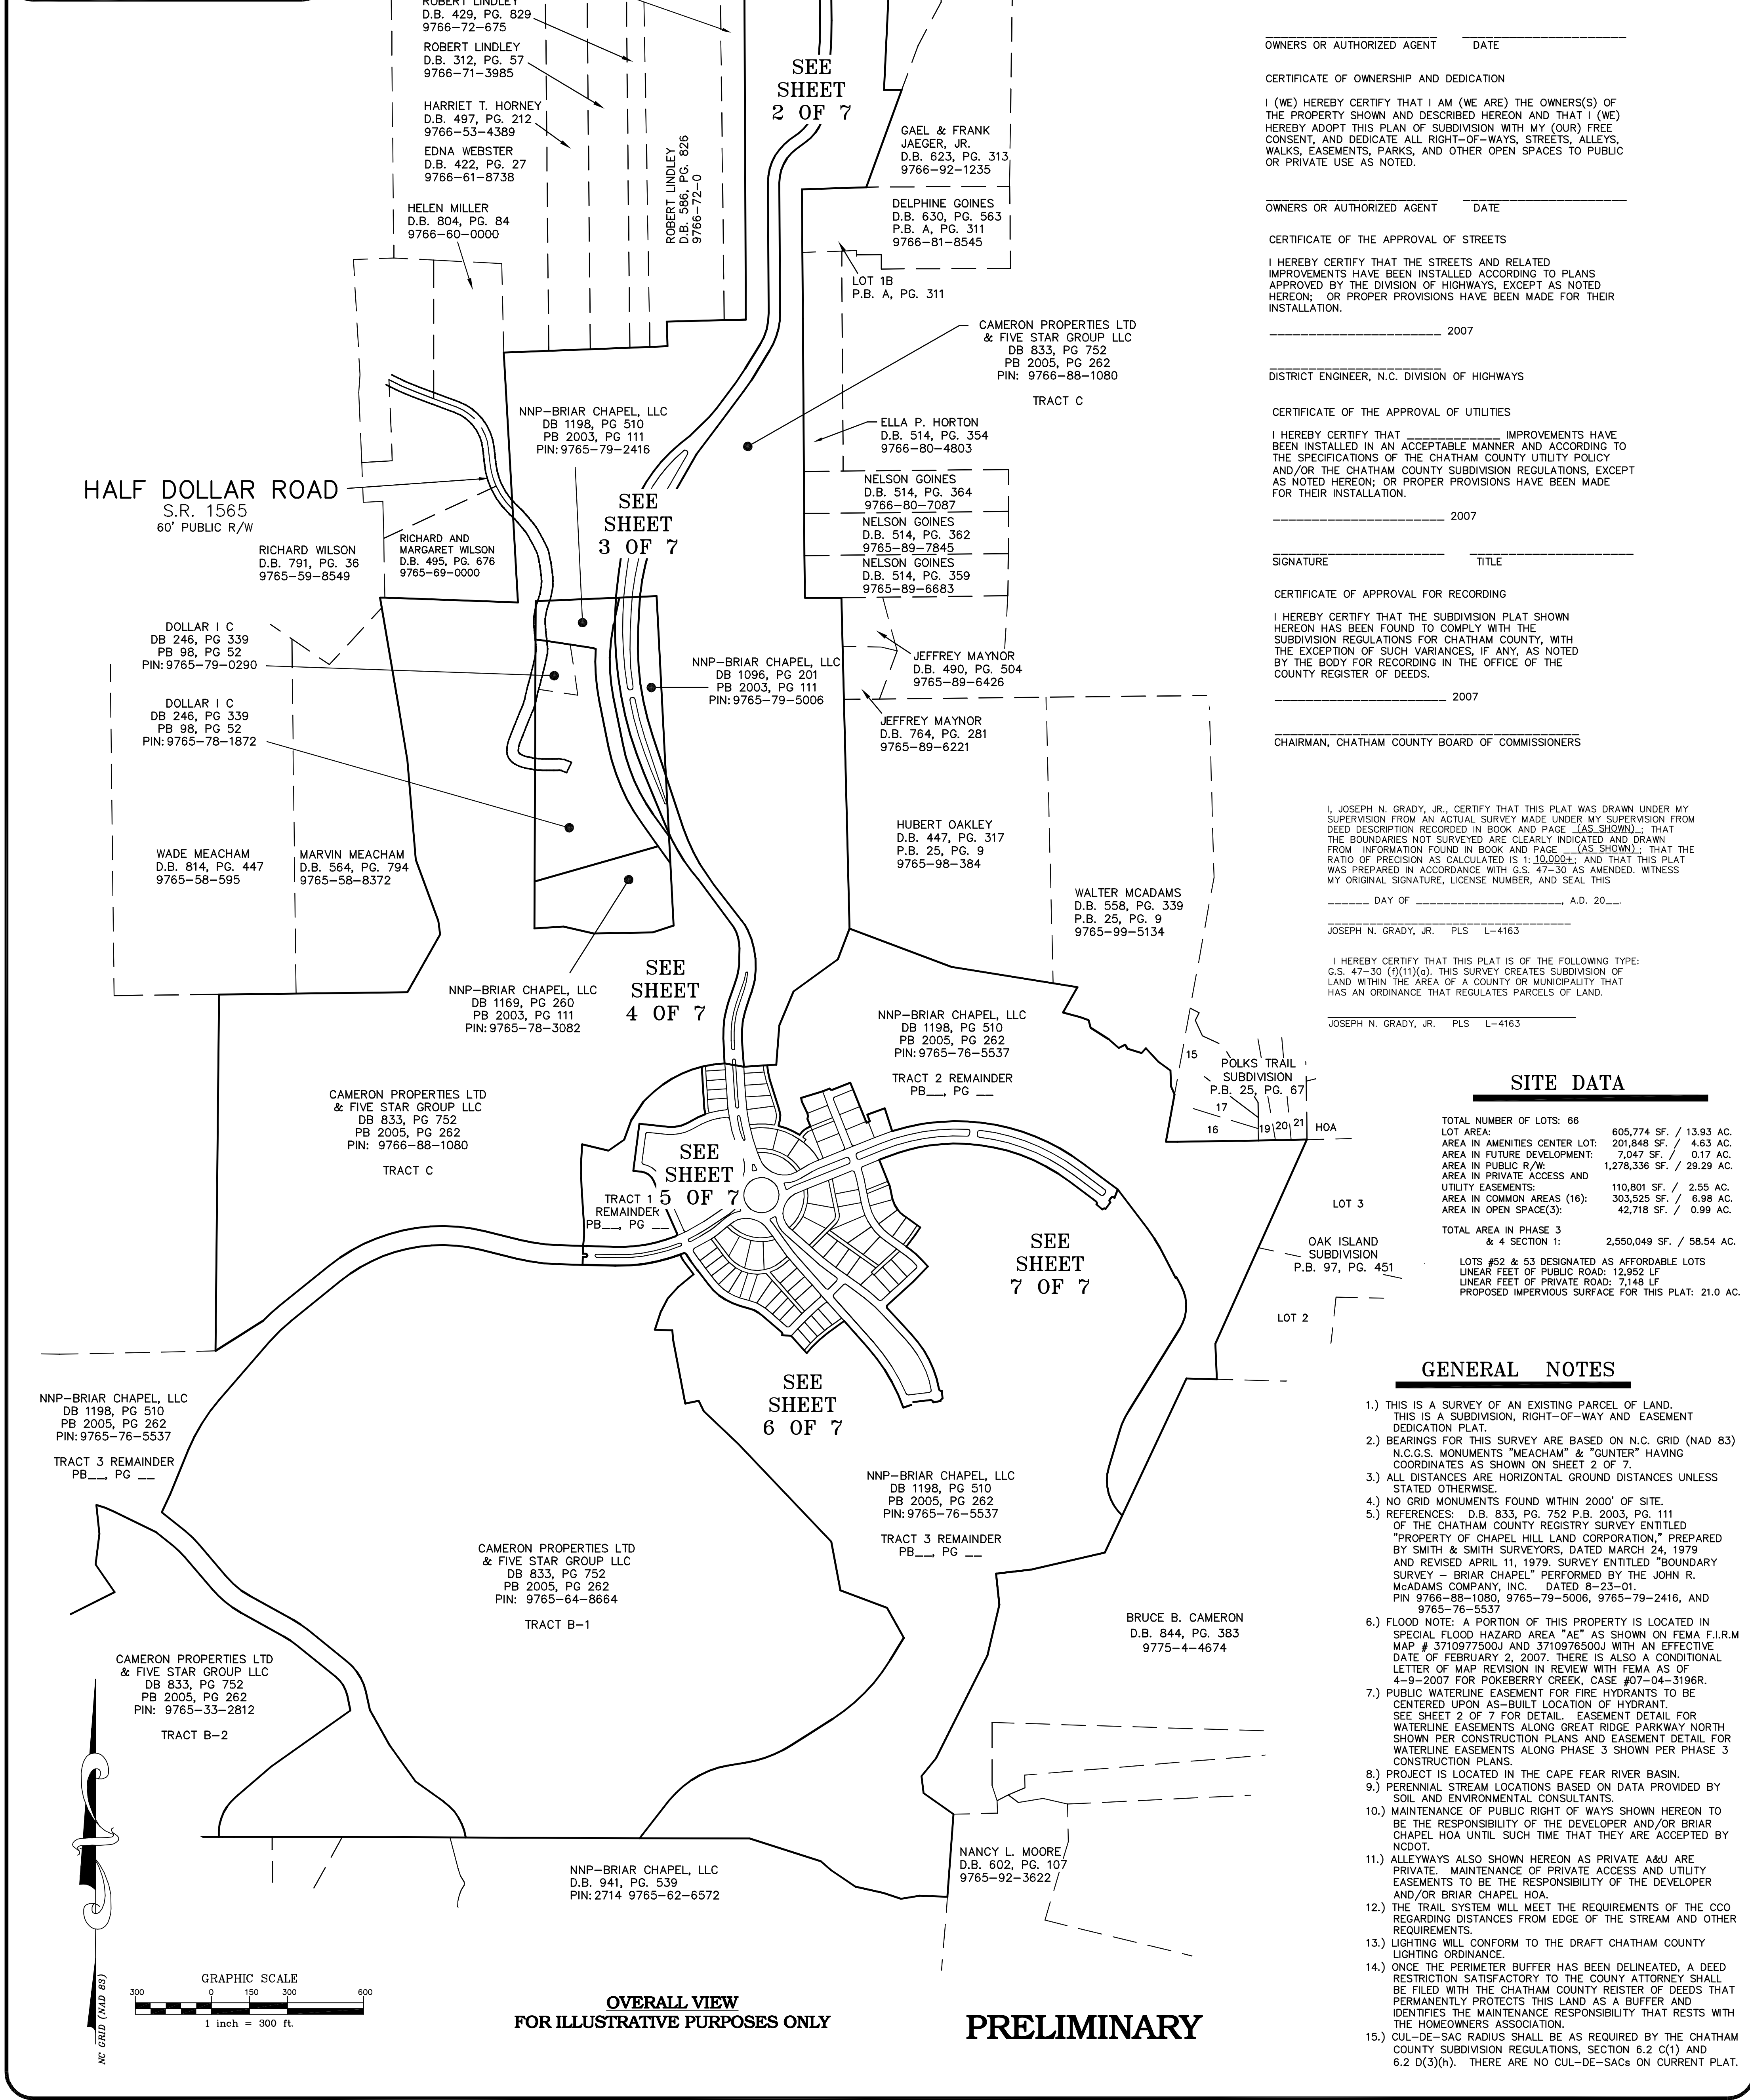 ROBERT LINDLEY
D.B. 429, PG. 829
9766-72-675
ROBERT LINDLEY
D.B. 312, PG. 57
9766-71-3985
HARRIET T. HORNEY
D.B. 497, PG. 212
9766-53-4389
EDNA WEBSTER
D.B. 422, PG. 27
9766-61-8738
HELEN MILLER
D.B. 804, PG. 84
9766-60-0000
ROBERT LINDLEY
D.B. 586, PG. 826
9766-72-0
SEE
SHEET
2 OF 7
GAEL & FRANK
JAEGER, JR.
D.B. 623, PG. 313
9766-92-1235
DELPHINE GOINES
D.B. 630, PG. 563
P.B. A, PG. 311
9766-81-8545
LOT 1B
P.B. A, PG. 311
CAMERON PROPERTIES LTD
& FIVE STAR GROUP LLC
DB 833, PG 752
PB 2005, PG 262
PIN: 9766-88-1080
TRACT C
NNP-BRIAR CHAPEL, LLC
DB 1198, PG 510
PB 2003, PG 111
PIN: 9765-79-2416
ELLA P. HORTON
D.B. 514, PG. 354
9766-80-4803
HALF DOLLAR ROAD
S.R. 1565
60' PUBLIC R/W
SEE
SHEET
3 OF 7
NELSON GOINES
D.B. 514, PG. 364
9766-80-7087
NELSON GOINES
D.B. 514, PG. 362
9765-89-7845
NELSON GOINES
D.B. 514, PG. 359
9765-89-6683
RICHARD WILSON
D.B. 791, PG. 36
9765-59-8549
RICHARD AND
MARGARET WILSON
D.B. 495, PG. 676
9765-69-0000
DOLLAR I C
DB 246, PG 339
PB 98, PG 52
PIN: 9765-79-0290
DOLLAR I C
DB 246, PG 339
PB 98, PG 52
PIN: 9765-78-1872
NNP-BRIAR CHAPEL, LLC
DB 1096, PG 201
PB 2003, PG 111
PIN: 9765-79-5006
JEFFREY MAYNOR
D.B. 490, PG. 504
9765-89-6426
JEFFREY MAYNOR
D.B. 764, PG. 281
9765-89-6221
WADE MEACHAM
D.B. 814, PG. 447
9765-58-595
MARVIN MEACHAM
D.B. 564, PG. 794
9765-58-8372
HUBERT OAKLEY
D.B. 447, PG. 317
P.B. 25, PG. 9
9765-98-384
WALTER MCADAMS
D.B. 558, PG. 339
P.B. 25, PG. 9
9765-99-5134
NNP-BRIAR CHAPEL, LLC
DB 1169, PG 260
PB 2003, PG 111
PIN: 9765-78-3082
SEE
SHEET
4 OF 7
NNP-BRIAR CHAPEL, LLC
DB 1198, PG 510
PB 2005, PG 262
PIN: 9765-76-5537
TRACT 2 REMAINDER
PB__, PG __
15
POLKS TRAIL
SUBDIVISION
P.B. 25, PG. 67
17
16
19
20
21
HOA
CAMERON PROPERTIES LTD
& FIVE STAR GROUP LLC
DB 833, PG 752
PB 2005, PG 262
PIN: 9766-88-1080
TRACT C
SEE
SHEET
5 OF 7
TRACT 1
REMAINDER
PB__, PG __
LOT 3
OAK ISLAND
SUBDIVISION
P.B. 97, PG. 451
LOT 2
SEE
SHEET
7 OF 7
SEE
SHEET
6 OF 7
NNP-BRIAR CHAPEL, LLC
DB 1198, PG 510
PB 2005, PG 262
PIN: 9765-76-5537
TRACT 3 REMAINDER
PB__, PG __
NNP-BRIAR CHAPEL, LLC
DB 1198, PG 510
PB 2005, PG 262
PIN: 9765-76-5537
TRACT 3 REMAINDER
PB__, PG __
CAMERON PROPERTIES LTD
& FIVE STAR GROUP LLC
DB 833, PG 752
PB 2005, PG 262
PIN: 9765-64-8664
TRACT B-1
BRUCE B. CAMERON
D.B. 844, PG. 383
9775-4-4674
CAMERON PROPERTIES LTD
& FIVE STAR GROUP LLC
DB 833, PG 752
PB 2005, PG 262
PIN: 9765-33-2812
TRACT B-2
NNP-BRIAR CHAPEL, LLC
D.B. 941, PG. 539
PIN: 2714 9765-62-6572
NANCY L. MOORE
D.B. 602, PG. 107
9765-92-3622
NC GRID (NAD 83)
GRAPHIC SCALE
300 0 150 300 600
1 inch = 300 ft.
OVERALL VIEW
FOR ILLUSTRATIVE PURPOSES ONLY
PRELIMINARY
OWNERS OR AUTHORIZED AGENT DATE
CERTIFICATE OF OWNERSHIP AND DEDICATION
I (WE) HEREBY CERTIFY THAT I AM (WE ARE) THE OWNERS(S) OF
THE PROPERTY SHOWN AND DESCRIBED HEREON AND THAT I (WE)
HEREBY ADOPT THIS PLAN OF SUBDIVISION WITH MY (OUR) FREE
CONSENT, AND DEDICATE ALL RIGHT-OF-WAYS, STREETS, ALLEYS,
WALKS, EASEMENTS, PARKS, AND OTHER OPEN SPACES TO PUBLIC
OR PRIVATE USE AS NOTED.
OWNERS OR AUTHORIZED AGENT DATE
CERTIFICATE OF THE APPROVAL OF STREETS
I HEREBY CERTIFY THAT THE STREETS AND RELATED
IMPROVEMENTS HAVE BEEN INSTALLED ACCORDING TO PLANS
APPROVED BY THE DIVISION OF HIGHWAYS, EXCEPT AS NOTED
HEREON; OR PROPER PROVISIONS HAVE BEEN MADE FOR THEIR
INSTALLATION.
______________________ 2007
DISTRICT ENGINEER, N.C. DIVISION OF HIGHWAYS
CERTIFICATE OF THE APPROVAL OF UTILITIES
I HEREBY CERTIFY THAT ____________ IMPROVEMENTS HAVE
BEEN INSTALLED IN AN ACCEPTABLE MANNER AND ACCORDING TO
THE SPECIFICATIONS OF THE CHATHAM COUNTY UTILITY POLICY
AND/OR THE CHATHAM COUNTY SUBDIVISION REGULATIONS, EXCEPT
AS NOTED HEREON; OR PROPER PROVISIONS HAVE BEEN MADE
FOR THEIR INSTALLATION.
______________________ 2007
SIGNATURE TITLE
CERTIFICATE OF APPROVAL FOR RECORDING
I HEREBY CERTIFY THAT THE SUBDIVISION PLAT SHOWN
HEREON HAS BEEN FOUND TO COMPLY WITH THE
SUBDIVISION REGULATIONS FOR CHATHAM COUNTY, WITH
THE EXCEPTION OF SUCH VARIANCES, IF ANY, AS NOTED
BY THE BODY FOR RECORDING IN THE OFFICE OF THE
COUNTY REGISTER OF DEEDS.
______________________ 2007
CHAIRMAN, CHATHAM COUNTY BOARD OF COMMISSIONERS
I, JOSEPH N. GRADY, JR., CERTIFY THAT THIS PLAT WAS DRAWN UNDER MY
SUPERVISION FROM AN ACTUAL SURVEY MADE UNDER MY SUPERVISION FROM
DEED DESCRIPTION RECORDED IN BOOK AND PAGE (AS SHOWN); THAT
THE BOUNDARIES NOT SURVEYED ARE CLEARLY INDICATED AND DRAWN
FROM INFORMATION FOUND IN BOOK AND PAGE (AS SHOWN); THAT THE
RATIO OF PRECISION AS CALCULATED IS 1: 10,000+; AND THAT THIS PLAT
WAS PREPARED IN ACCORDANCE WITH G.S. 47-30 AS AMENDED. WITNESS
MY ORIGINAL SIGNATURE, LICENSE NUMBER, AND SEAL THIS
______ DAY OF _____________________, A.D. 20__.
JOSEPH N. GRADY, JR. PLS L-4163
I HEREBY CERTIFY THAT THIS PLAT IS OF THE FOLLOWING TYPE:
G.S. 47-30 (f)(11)(a). THIS SURVEY CREATES SUBDIVISION OF
LAND WITHIN THE AREA OF A COUNTY OR MUNICIPALITY THAT
HAS AN ORDINANCE THAT REGULATES PARCELS OF LAND.
JOSEPH N. GRADY, JR. PLS L-4163
SITE DATA
TOTAL NUMBER OF LOTS: 66
LOT AREA: 605,774 SF. / 13.93 AC.
AREA IN AMENITIES CENTER LOT: 201,848 SF. / 4.63 AC.
AREA IN FUTURE DEVELOPMENT: 7,047 SF. / 0.17 AC.
AREA IN PUBLIC R/W: 1,278,336 SF. / 29.29 AC.
AREA IN PRIVATE ACCESS AND
UTILITY EASEMENTS: 110,801 SF. / 2.55 AC.
AREA IN COMMON AREAS (16): 303,525 SF. / 6.98 AC.
AREA IN OPEN SPACE(3): 42,718 SF. / 0.99 AC.
TOTAL AREA IN PHASE 3
& 4 SECTION 1: 2,550,049 SF. / 58.54 AC.
LOTS #52 & 53 DESIGNATED AS AFFORDABLE LOTS
LINEAR FEET OF PUBLIC ROAD: 12,952 LF
LINEAR FEET OF PRIVATE ROAD: 7,148 LF
PROPOSED IMPERVIOUS SURFACE FOR THIS PLAT: 21.0 AC.
GENERAL NOTES
1.) THIS IS A SURVEY OF AN EXISTING PARCEL OF LAND.
THIS IS A SUBDIVISION, RIGHT-OF-WAY AND EASEMENT
DEDICATION PLAT.
2.) BEARINGS FOR THIS SURVEY ARE BASED ON N.C. GRID (NAD 83)
N.C.G.S. MONUMENTS "MEACHAM" & "GUNTER" HAVING
COORDINATES AS SHOWN ON SHEET 2 OF 7.
3.) ALL DISTANCES ARE HORIZONTAL GROUND DISTANCES UNLESS
STATED OTHERWISE.
4.) NO GRID MONUMENTS FOUND WITHIN 2000' OF SITE.
5.) REFERENCES: D.B. 833, PG. 752 P.B. 2003, PG. 111
OF THE CHATHAM COUNTY REGISTRY SURVEY ENTITLED
"PROPERTY OF CHAPEL HILL LAND CORPORATION," PREPARED
BY SMITH & SMITH SURVEYORS, DATED MARCH 24, 1979
AND REVISED APRIL 11, 1979. SURVEY ENTITLED "BOUNDARY
SURVEY - BRIAR CHAPEL" PERFORMED BY THE JOHN R.
McADAMS COMPANY, INC. DATED 8-23-01.
PIN 9766-88-1080, 9765-79-5006, 9765-79-2416, AND
9765-76-5537
6.) FLOOD NOTE: A PORTION OF THIS PROPERTY IS LOCATED IN
SPECIAL FLOOD HAZARD AREA "AE" AS SHOWN ON FEMA F.I.R.M
MAP # 3710977500J AND 3710976500J WITH AN EFFECTIVE
DATE OF FEBRUARY 2, 2007. THERE IS ALSO A CONDITIONAL
LETTER OF MAP REVISION IN REVIEW WITH FEMA AS OF
4-9-2007 FOR POKEBERRY CREEK, CASE #07-04-3196R.
7.) PUBLIC WATERLINE EASEMENT FOR FIRE HYDRANTS TO BE
CENTERED UPON AS-BUILT LOCATION OF HYDRANT.
SEE SHEET 2 OF 7 FOR DETAIL. EASEMENT DETAIL FOR
WATERLINE EASEMENTS ALONG GREAT RIDGE PARKWAY NORTH
SHOWN PER CONSTRUCTION PLANS AND EASEMENT DETAIL FOR
WATERLINE EASEMENTS ALONG PHASE 3 SHOWN PER PHASE 3
CONSTRUCTION PLANS.
8.) PROJECT IS LOCATED IN THE CAPE FEAR RIVER BASIN.
9.) PERENNIAL STREAM LOCATIONS BASED ON DATA PROVIDED BY
SOIL AND ENVIRONMENTAL CONSULTANTS.
10.) MAINTENANCE OF PUBLIC RIGHT OF WAYS SHOWN HEREON TO
BE THE RESPONSIBILITY OF THE DEVELOPER AND/OR BRIAR
CHAPEL HOA UNTIL SUCH TIME THAT THEY ARE ACCEPTED BY
NCDOT.
11.) ALLEYWAYS ALSO SHOWN HEREON AS PRIVATE A&U ARE
PRIVATE. MAINTENANCE OF PRIVATE ACCESS AND UTILITY
EASEMENTS TO BE THE RESPONSIBILITY OF THE DEVELOPER
AND/OR BRIAR CHAPEL HOA.
12.) THE TRAIL SYSTEM WILL MEET THE REQUIREMENTS OF THE CCO
REGARDING DISTANCES FROM EDGE OF THE STREAM AND OTHER
REQUIREMENTS.
13.) LIGHTING WILL CONFORM TO THE DRAFT CHATHAM COUNTY
LIGHTING ORDINANCE.
14.) ONCE THE PERIMETER BUFFER HAS BEEN DELINEATED, A DEED
RESTRICTION SATISFACTORY TO THE COUNY ATTORNEY SHALL
BE FILED WITH THE CHATHAM COUNTY REISTER OF DEEDS THAT
PERMANENTLY PROTECTS THIS LAND AS A BUFFER AND
IDENTIFIES THE MAINTENANCE RESPONSIBILITY THAT RESTS WITH
THE HOMEOWNERS ASSOCIATION.
15.) CUL-DE-SAC RADIUS SHALL BE AS REQUIRED BY THE CHATHAM
COUNTY SUBDIVISION REGULATIONS, SECTION 6.2 C(1) AND
6.2 D(3)(h). THERE ARE NO CUL-DE-SACs ON CURRENT PLAT.